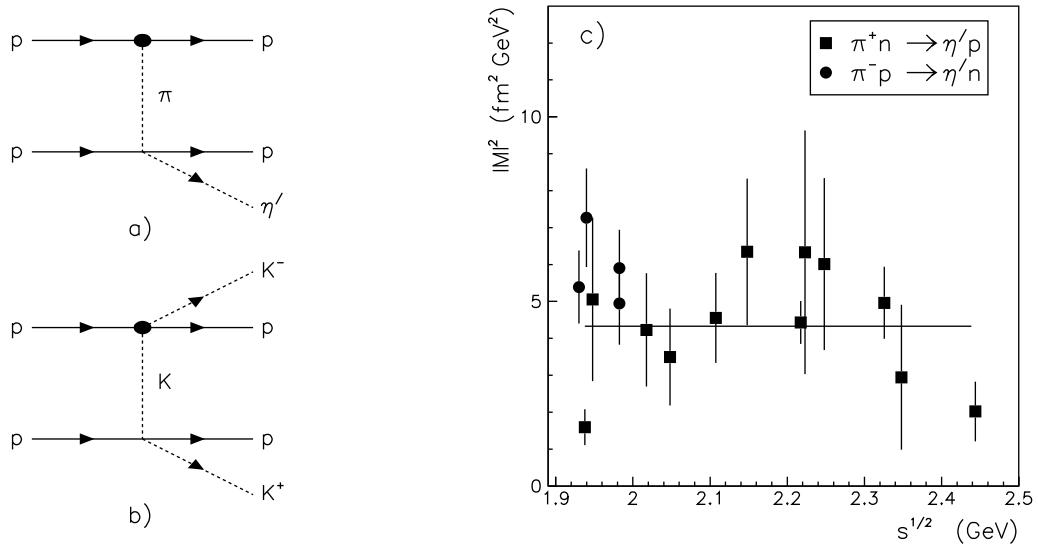 p p
π
p p
η′
a)
K⁻
p p
K
p p
K⁺
b)
c)
π⁺n → η′p
π⁻p → η′n
|M|² (fm² GeV²)
10
5
0
1.9 2 2.1 2.2 2.3 2.4 2.5
s^1/2 (GeV)